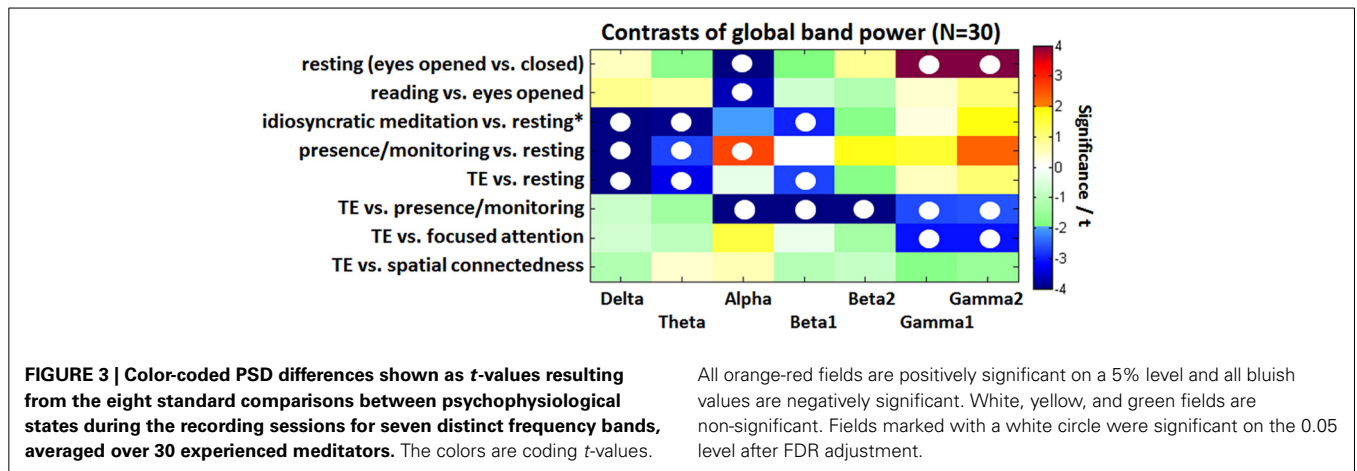 Contrasts of global band power (N=30)
resting (eyes opened vs. closed)
reading vs. eyes opened
idiosyncratic meditation vs. resting*
presence/monitoring vs. resting
TE vs. resting
TE vs. presence/monitoring
TE vs. focused attention
TE vs. spatial connectedness
Delta Alpha Beta2 Gamma2
Theta Beta1 Gamma1
4
3
2
1
0
-1
-2
-3
-4
Significance / t
FIGURE 3 | Color-coded PSD differences shown as t-values resulting
from the eight standard comparisons between psychophysiological
states during the recording sessions for seven distinct frequency bands,
averaged over 30 experienced meditators. The colors are coding t-values.
All orange-red fields are positively significant on a 5% level and all bluish
values are negatively significant. White, yellow, and green fields are
non-significant. Fields marked with a white circle were significant on the 0.05
level after FDR adjustment.